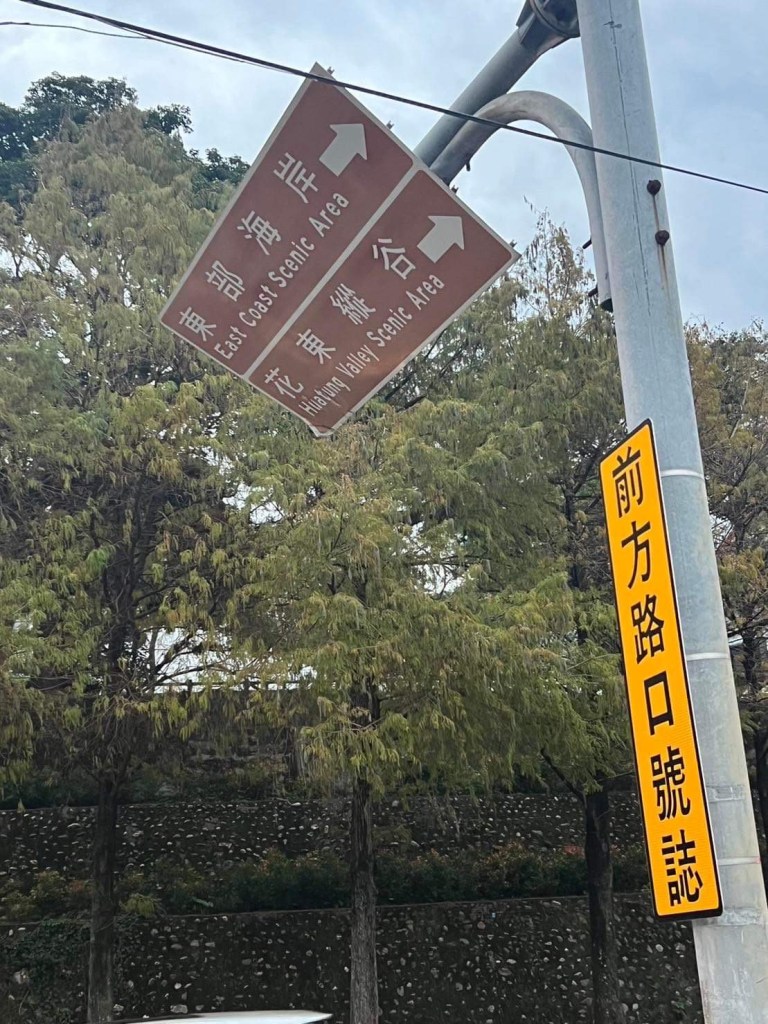 東部海岸
East Coast Scenic Area
花東縱谷
Huatung Valley Scenic Area
前方路口號誌